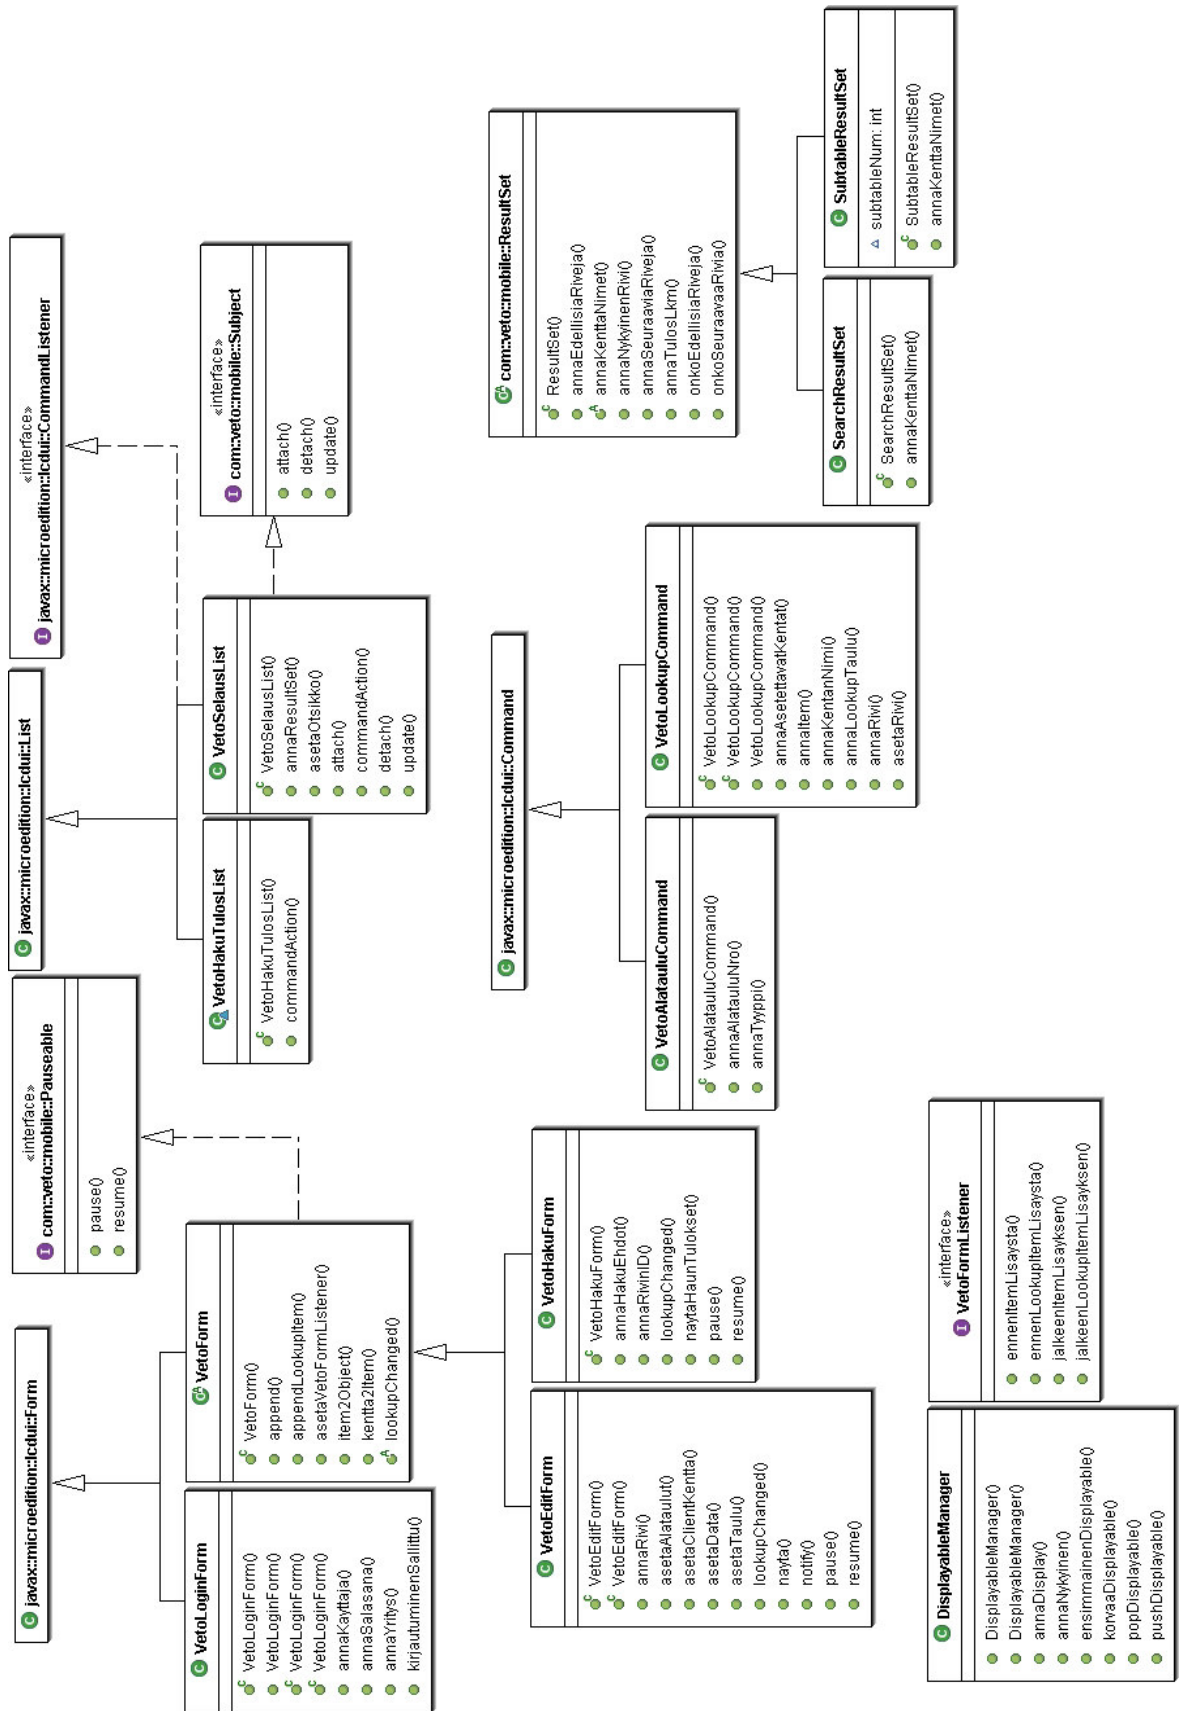 javax::microedition::lcdui::Form
«interface»
com::veto::mobile::Pauseable
pause()
resume()
javax::microedition::lcdui::List
«interface»
javax::microedition::lcdui::CommandListener
VetoLoginForm
VetoLoginForm()
VetoLoginForm()
VetoLoginForm()
VetoLoginForm()
annaKayttaja()
annaSalasana()
annaYritys()
kirjautuminenSallittu()
VetoForm
VetoForm()
append()
appendLookupItem()
asetaVetoFormListener()
item2Object()
kentta2Item()
lookupChanged()
VetoHakuTulosList
VetoHakuTulosList()
commandAction()
VetoSelausList
VetoSelausList()
annaResultSet()
asetaOtsikko()
attach()
commandAction()
detach()
update()
«interface»
com::veto::mobile::Subject
attach()
detach()
update()
VetoEditForm
VetoEditForm()
VetoEditForm()
annaRivi()
asetaAlataulut()
asetaClientKentta()
asetaData()
asetaTaulu()
lookupChanged()
nayta()
notify()
pause()
resume()
VetoHakuForm
VetoHakuForm()
annaHakuEhdot()
annaRivinID()
lookupChanged()
naytaHaunTulokset()
pause()
resume()
javax::microedition::lcdui::Command
VetoAlatauluCommand
VetoAlatauluCommand()
annaAlatauluNro()
annaTyyppi()
VetoLookupCommand
VetoLookupCommand()
VetoLookupCommand()
VetoLookupCommand()
annaAsetettavatKentat()
annaItem()
annaKentanNimi()
annaLookupTaulu()
annaRivi()
asetaRivi()
com::veto::mobile::ResultSet
ResultSet()
annaEdellisiaRiveja()
annaKenttaNimet()
annaNykyinenRivi()
annaSeuraaviaRiveja()
annaTulosLkm()
onkoEdellisiaRiveja()
onkoSeuraavaaRivia()
SearchResultSet
SearchResultSet()
annaKenttaNimet()
SubtableResultSet
subtableNum: int
SubtableResultSet()
annaKenttaNimet()
DisplayableManager
DisplayableManager()
DisplayableManager()
annaDisplay()
annaNykyinen()
ensimmainenDisplayable()
korvaaDisplayable()
popDisplayable()
pushDisplayable()
«interface»
VetoFormListener
ennenItemLisaysta()
ennenLookupItemLisaysta()
jalkeenItemLisayksen()
jalkeenLookupItemLisayksen()